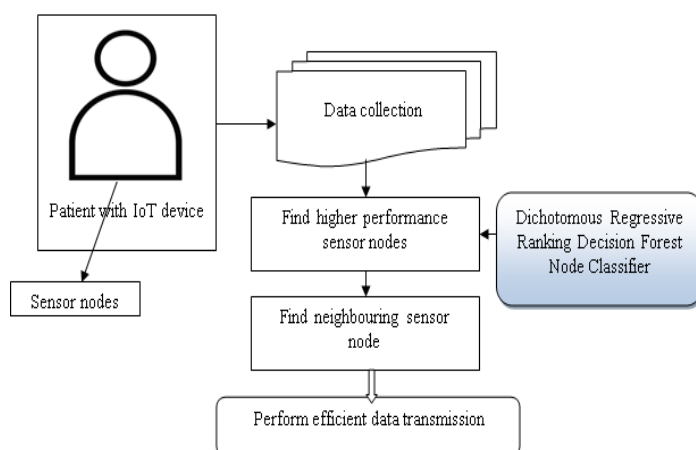 Patient with IoT device
Sensor nodes
Data collection
Find higher performance
sensor nodes
Dichotomous Regressive
Ranking Decision Forest
Node Classifier
Find neighbouring sensor
node
Perform efficient data transmission